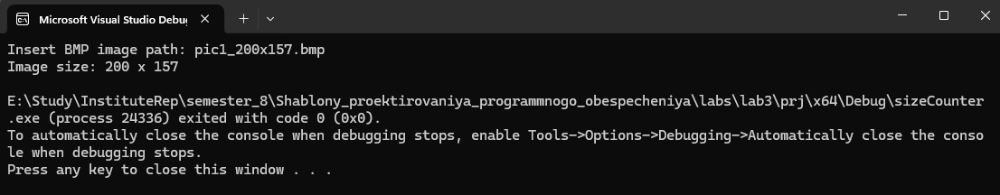 Microsoft Visual Studio Debu
Insert BMP image path: pic1_200x157.bmp
Image size: 200 x 157
E:\Study\InstituteRep\semester_8\Shablony_proektirovaniya_programmnogo_obespecheniya\labs\lab3\prj\x64\Debug\sizeCounter
.exe (process 24336) exited with code 0 (0x0).
To automatically close the console when debugging stops, enable Tools->Options->Debugging->Automatically close the conso
le when debugging stops.
Press any key to close this window . . .